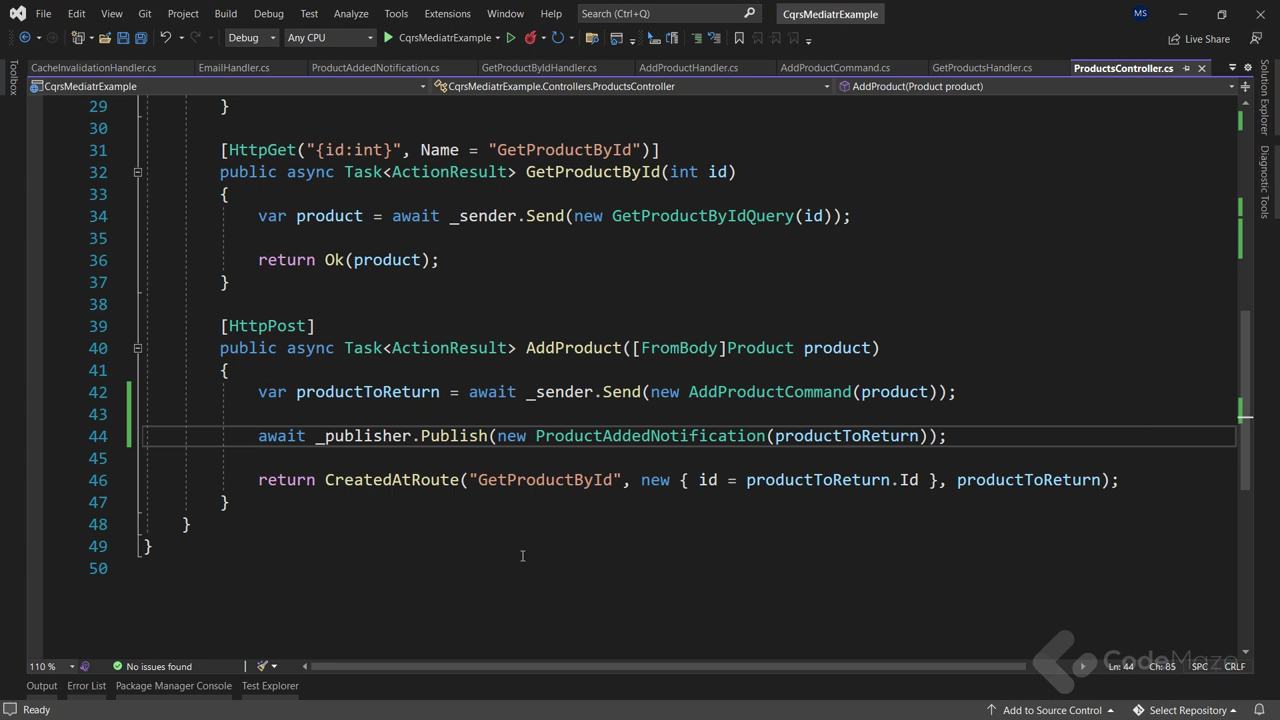 File Edit View Git Project Build Debug Test Analyze Tools Extensions Window Help Search (Ctrl+Q) CqrsMediatrExample MS
Debug Any CPU CqrsMediatrExample Live Share
CacheInvalidationHandler.cs EmailHandler.cs ProductAddedNotification.cs GetProductByIdHandler.cs AddProductHandler.cs AddProductCommand.cs GetProductsHandler.cs ProductsController.cs
CqrsMediatrExample CqrsMediatrExample.Controllers.ProductsController AddProduct(Product product)
Toolbox
Solution Explorer
Diagnostic Tools
29 }
30
31 [HttpGet("{id:int}", Name = "GetProductById")]
32 public async Task<ActionResult> GetProductById(int id)
33 {
34 var product = await _sender.Send(new GetProductByIdQuery(id));
35
36 return Ok(product);
37 }
38
39 [HttpPost]
40 public async Task<ActionResult> AddProduct([FromBody]Product product)
41 {
42 var productToReturn = await _sender.Send(new AddProductCommand(product));
43
44 await _publisher.Publish(new ProductAddedNotification(productToReturn));
45
46 return CreatedAtRoute("GetProductById", new { id = productToReturn.Id }, productToReturn);
47 }
48 }
49 }
50
CodeMaze
110 % No issues found Ln: 44 Ch: 85 SPC CRLF
Output Error List Package Manager Console Test Explorer
Ready Add to Source Control Select Repository